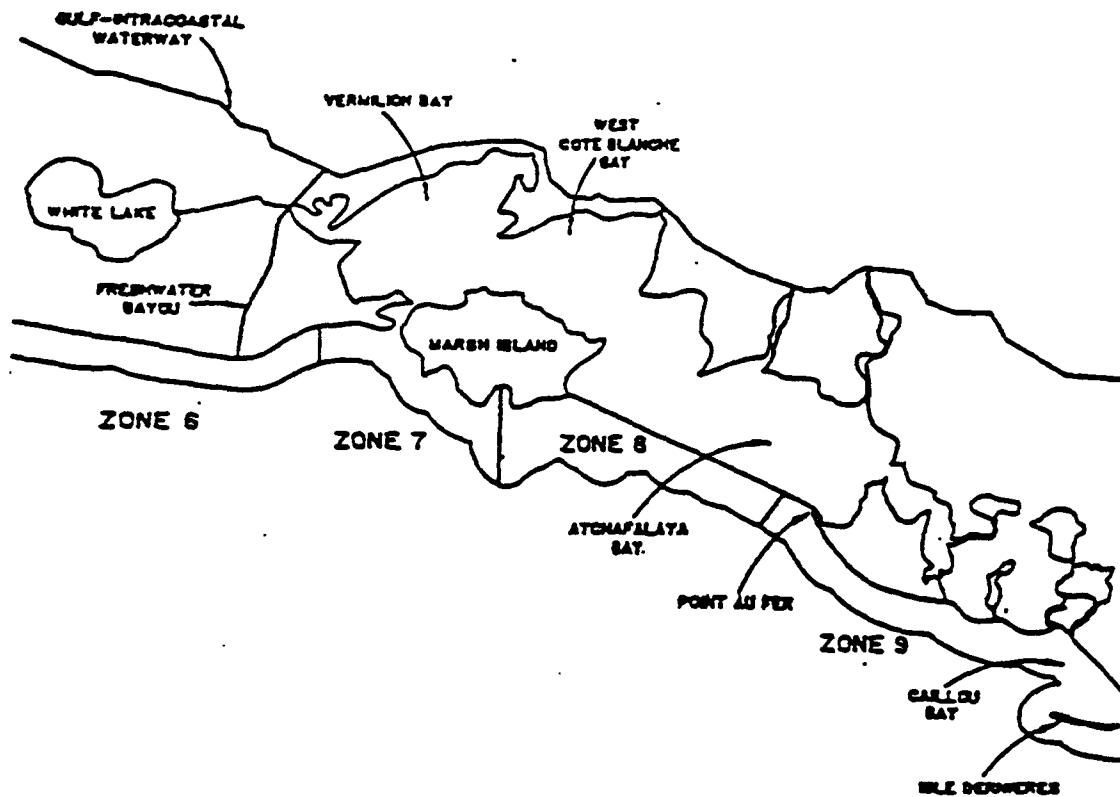 GULF-INTRACOASTAL
WATERWAY
VERMILION BAY
WEST
COTE BLANCHE
BAY
WHITE LAKE
FRESHWATER
BAYOU
MARSH ISLAND
ZONE 6
ZONE 7
ZONE 8
ATCHAFALAYA
BAY.
POINT AU FER
ZONE 9
CAILLOU
BAY
ISLE DERNIERES